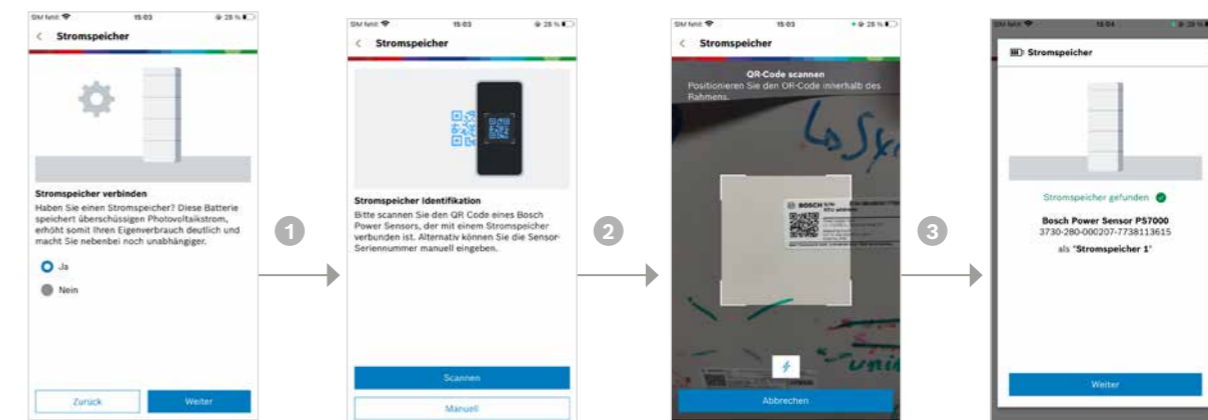 SIM fehlt 15:03 28 %
Stromspeicher
Stromspeicher verbinden
Haben Sie einen Stromspeicher? Diese Batterie
speichert überschüssigen Photovoltaikstrom,
erhöht somit Ihren Eigenverbrauch deutlich und
macht Sie nebenbei noch unabhängiger.
Ja
Nein
Zurück
Weiter
1
SIM fehlt 15:03 28 %
Stromspeicher
Stromspeicher Identifikation
Bitte scannen Sie den QR Code eines Bosch
Power Sensors, der mit einem Stromspeicher
verbunden ist. Alternativ können Sie die Sensor-
Seriennummer manuell eingeben.
Scannen
Manuell
2
SIM fehlt 15:03 28 %
Stromspeicher
QR-Code scannen
Positionieren Sie den QR-Code innerhalb des
Rahmens.
BOSCH
Abbrechen
3
SIM fehlt 15:04 28 %
Stromspeicher
Stromspeicher gefunden
Bosch Power Sensor PS7000
3730-280-000207-7738113615
als "Stromspeicher 1"
Weiter